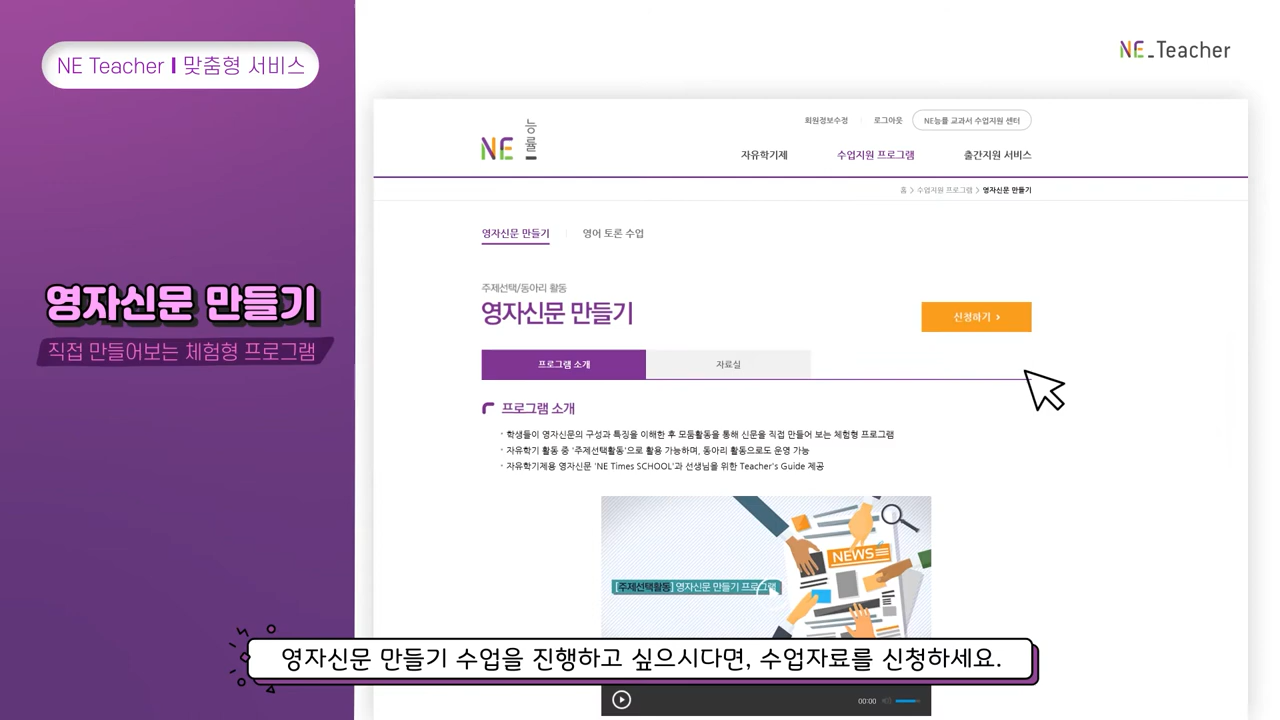 NE Teacher I 맞춤형 서비스
NE_Teacher
영자신문 만들기
직접 만들어보는 체험형 프로그램
NE 능률
회원정보수정 로그아웃 NE능률 교과서 수업지원 센터
자유학기제 수업지원 프로그램 출간지원 서비스
홈 > 수업지원 프로그램 > 영자신문 만들기
영자신문 만들기 영어 토론 수업
주제선택/동아리 활동
영자신문 만들기
신청하기 >
프로그램 소개 자료실
프로그램 소개
· 학생들이 영자신문의 구성과 특징을 이해한 후 모둠활동을 통해 신문을 직접 만들어 보는 체험형 프로그램
· 자유학기 활동 중 '주제선택활동'으로 활용 가능하며, 동아리 활동으로도 운영 가능
· 자유학기제용 영자신문 'NE Times SCHOOL'과 선생님을 위한 Teacher's Guide 제공
NEWS
[주제선택활동] 영자신문 만들기 프로그램
영자신문 만들기 수업을 진행하고 싶으시다면, 수업자료를 신청하세요.
00:00